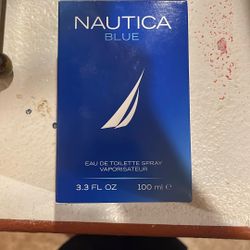 NAUTICA
BLUE
EAU DE TOILETTE SPRAY
VAPORISATEUR
3.3 FL OZ 100 ml ℮